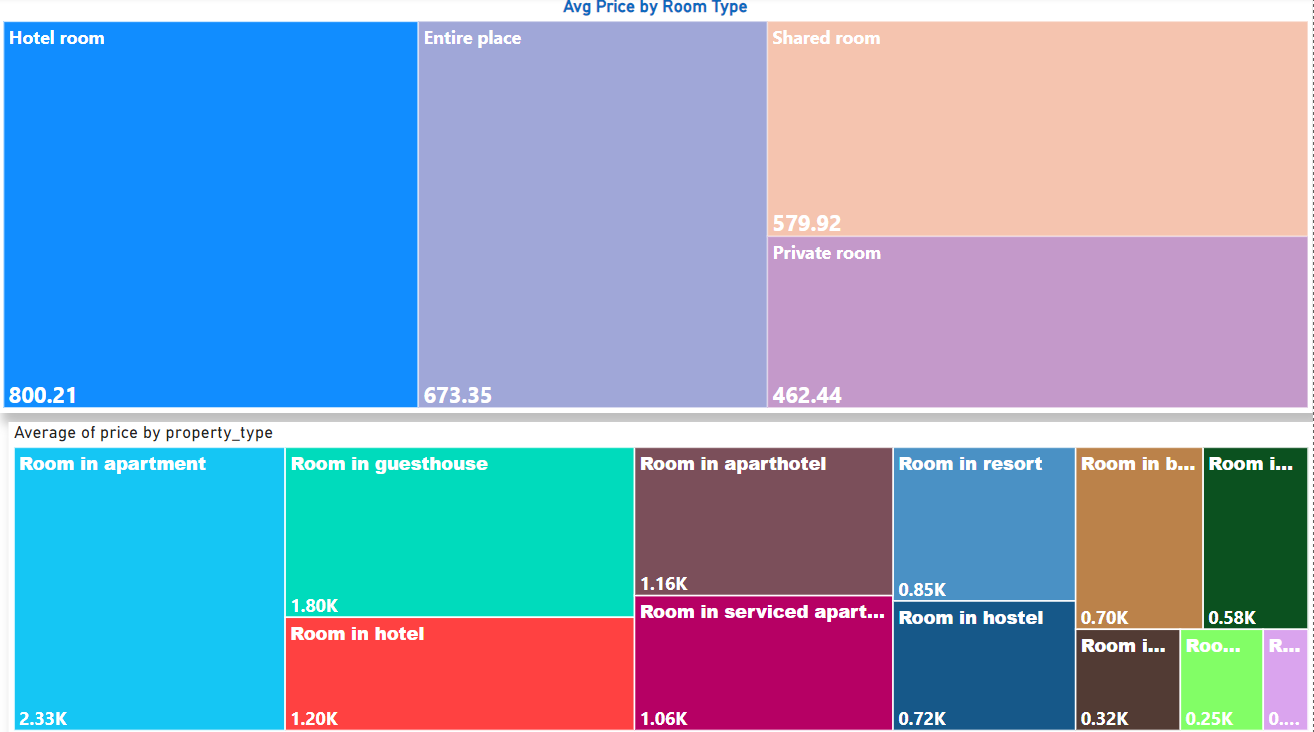 Avg Price by Room Type
Hotel room
800.21
Entire place
673.35
Shared room
579.92
Private room
462.44
Average of price by property_type
Room in apartment
2.33K
Room in guesthouse
1.80K
Room in hotel
1.20K
Room in aparthotel
1.16K
Room in serviced apart...
1.06K
Room in resort
0.85K
Room in hostel
0.72K
Room in b...
0.70K
Room i...
0.58K
Room i...
0.32K
Roo...
0.25K
R...
0....